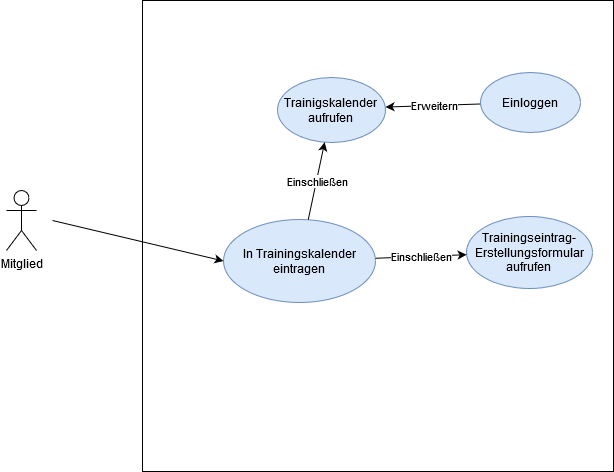 Trainigskalender
aufrufen
Erweitern
Einloggen
Einschließen
Mitglied
In Trainingskalender
eintragen
Einschließen
Trainingseintrag-
Erstellungsformular
aufrufen